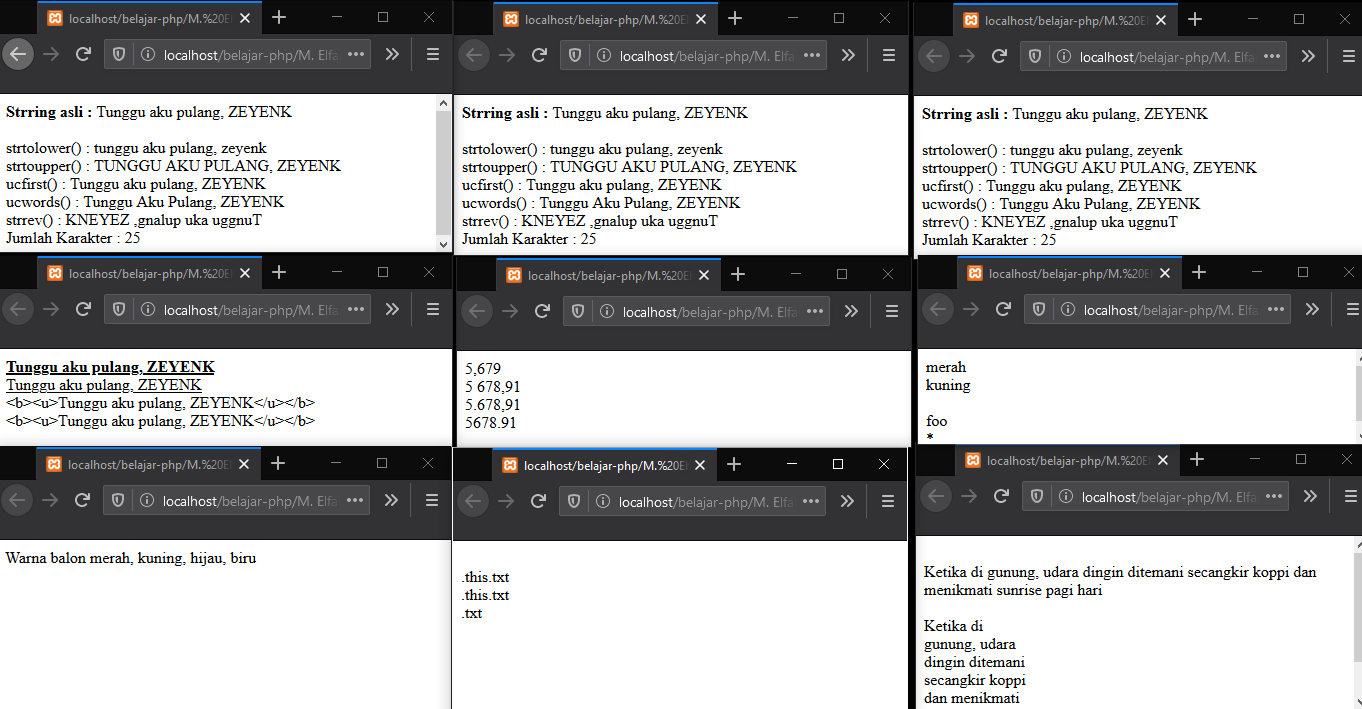 localhost/belajar-php/M.%20El
localhost/belajar-php/M. Elfa
Strring asli : Tunggu aku pulang, ZEYENK
strtolower() : tunggu aku pulang, zeyenk
strtoupper() : TUNGGU AKU PULANG, ZEYENK
ucfirst() : Tunggu aku pulang, ZEYENK
ucwords() : Tunggu Aku Pulang, ZEYENK
strrev() : KNEYEZ ,gnalup uka uggnuT
Jumlah Karakter : 25
localhost/belajar-php/M.%20El
localhost/belajar-php/M. Elfa
Strring asli : Tunggu aku pulang, ZEYENK
strtolower() : tunggu aku pulang, zeyenk
strtoupper() : TUNGGU AKU PULANG, ZEYENK
ucfirst() : Tunggu aku pulang, ZEYENK
ucwords() : Tunggu Aku Pulang, ZEYENK
strrev() : KNEYEZ ,gnalup uka uggnuT
Jumlah Karakter : 25
localhost/belajar-php/M.%20El
localhost/belajar-php/M. Elfa
Strring asli : Tunggu aku pulang, ZEYENK
strtolower() : tunggu aku pulang, zeyenk
strtoupper() : TUNGGU AKU PULANG, ZEYENK
ucfirst() : Tunggu aku pulang, ZEYENK
ucwords() : Tunggu Aku Pulang, ZEYENK
strrev() : KNEYEZ ,gnalup uka uggnuT
Jumlah Karakter : 25
localhost/belajar-php/M.%20El
localhost/belajar-php/M. Elfa
Tunggu aku pulang, ZEYENK
Tunggu aku pulang, ZEYENK
<b><u>Tunggu aku pulang, ZEYENK</u></b>
<b><u>Tunggu aku pulang, ZEYENK</u></b>
localhost/belajar-php/M.%20El
localhost/belajar-php/M. Elfa
5,679
5 678,91
5.678,91
5678.91
localhost/belajar-php/M.%20El
localhost/belajar-php/M. Elfa
merah
kuning
foo
*
localhost/belajar-php/M.%20El
localhost/belajar-php/M. Elfa
Warna balon merah, kuning, hijau, biru
localhost/belajar-php/M.%20El
localhost/belajar-php/M. Elfa
.this.txt
.this.txt
.txt
localhost/belajar-php/M.%20El
localhost/belajar-php/M. Elfa
Ketika di gunung, udara dingin ditemani secangkir koppi dan
menikmati sunrise pagi hari
Ketika di
gunung, udara
dingin ditemani
secangkir koppi
dan menikmati